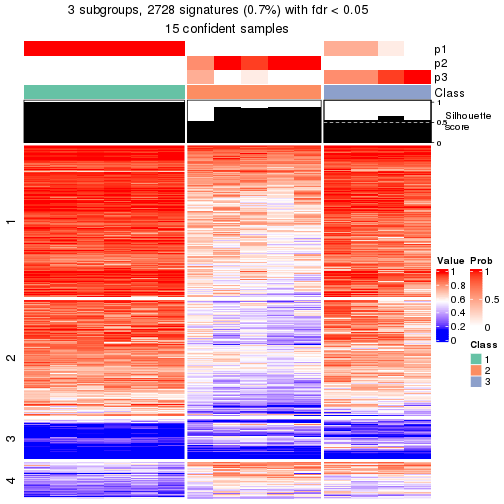 3 subgroups, 2728 signatures (0.7%) with fdr < 0.05
15 confident samples
p1
p2
p3
Class
1
0.5
0
Silhouette
score
1
2
3
4
Value
1
0.8
0.6
0.4
0.2
0
Prob
1
0.5
0
Class
1
2
3